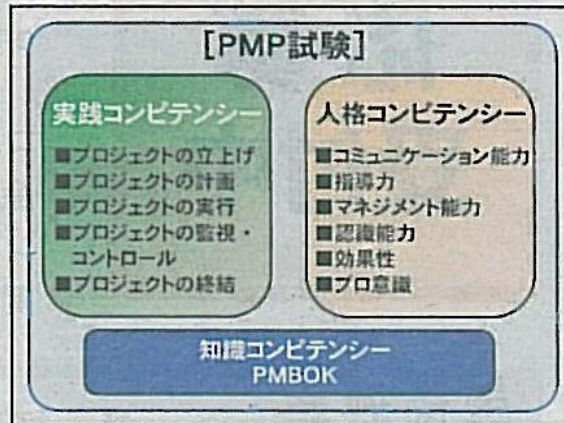 [PMP試験]
実践コンピテンシー
■プロジェクトの立上げ
■プロジェクトの計画
■プロジェクトの実行
■プロジェクトの監視・
コントロール
■プロジェクトの終結
人格コンピテンシー
■コミュニケーション能力
■指導力
■マネジメント能力
■認識能力
■効果性
■プロ意識
知識コンピテンシー
PMBOK